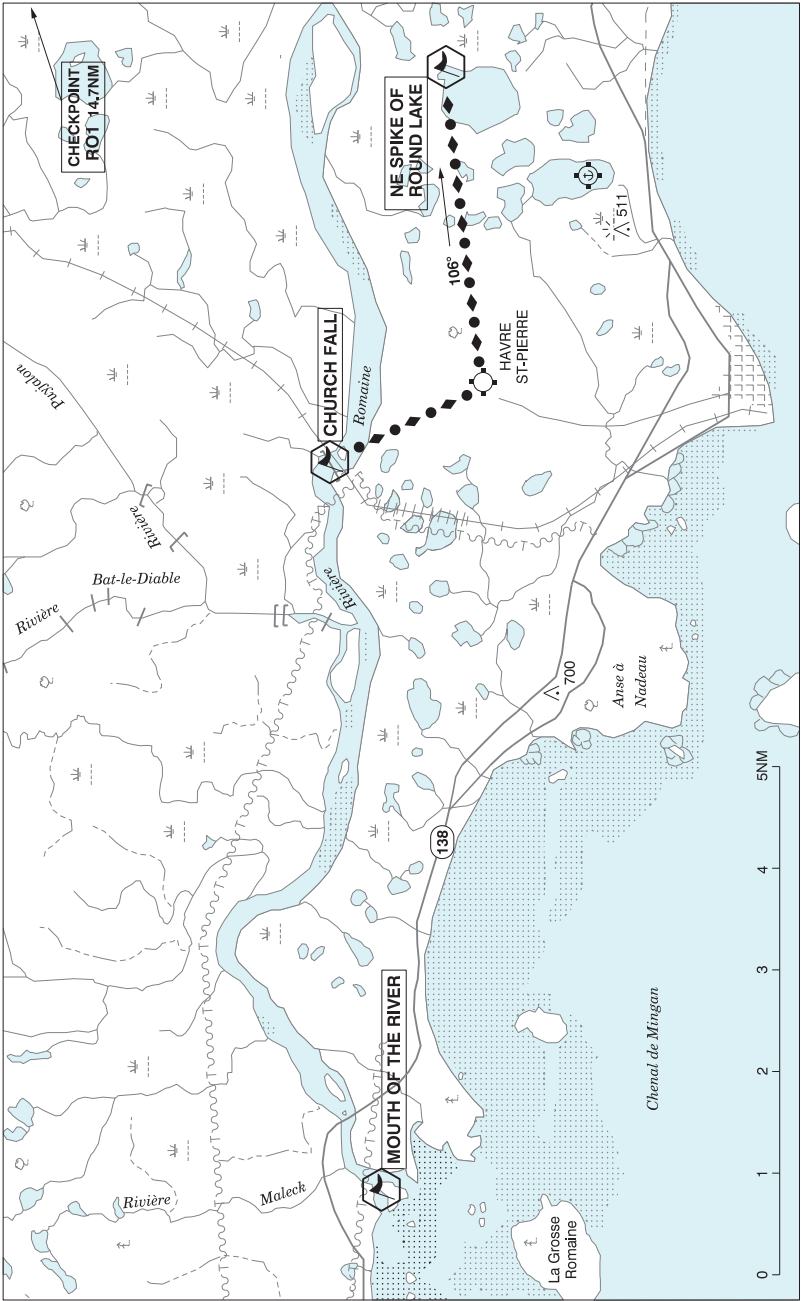 CHECKPOINT
RO1 14.7NM
NE SPIKE OF
ROUND LAKE
106°
511
HAVRE
ST-PIERRE
CHURCH FALL
Romaine
Puyjalon
Rivière
Bat-le-Diable
Rivière
Rivière
700
Anse à
Nadeau
138
MOUTH OF THE RIVER
Chenal de Mingan
Rivière
Maleck
La Grosse
Romaine
0
1
2
3
4
5NM